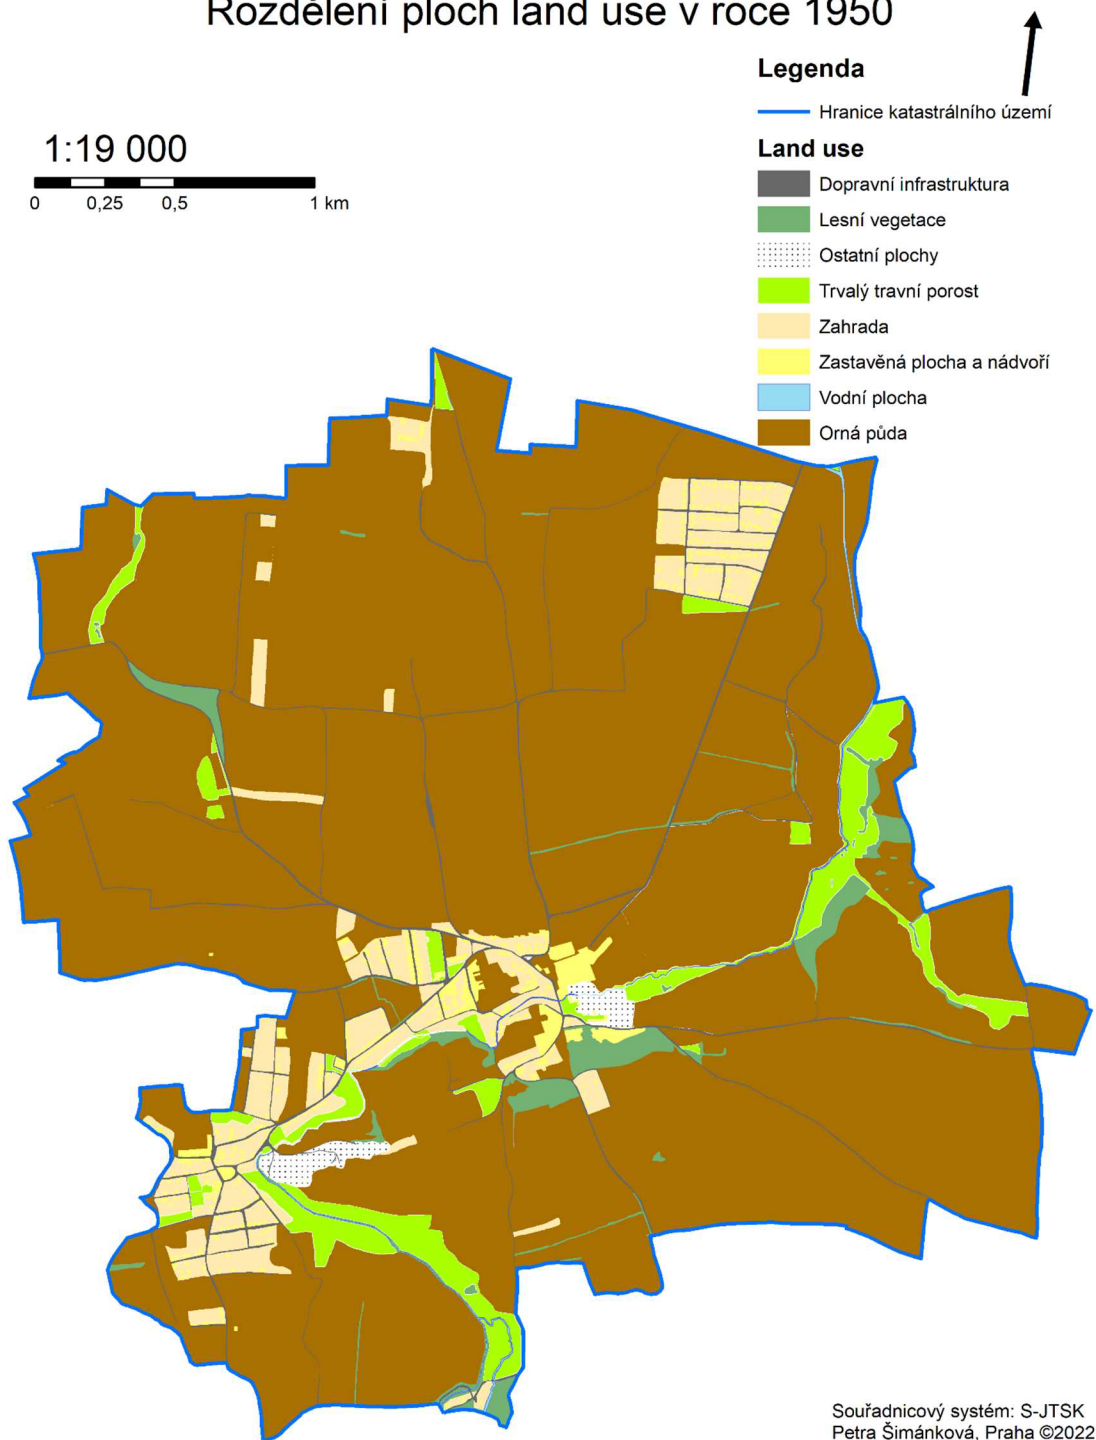 Rozdělení ploch land use v roce 1950
Legenda
Hranice katastrálního území
1:19 000
0 0,25 0,5 1 km
Land use
Dopravní infrastruktura
Lesní vegetace
Ostatní plochy
Trvalý travní porost
Zahrada
Zastavěná plocha a nádvoří
Vodní plocha
Orná půda
Souřadnicový systém: S-JTSK
Petra Šimánková, Praha ©2022